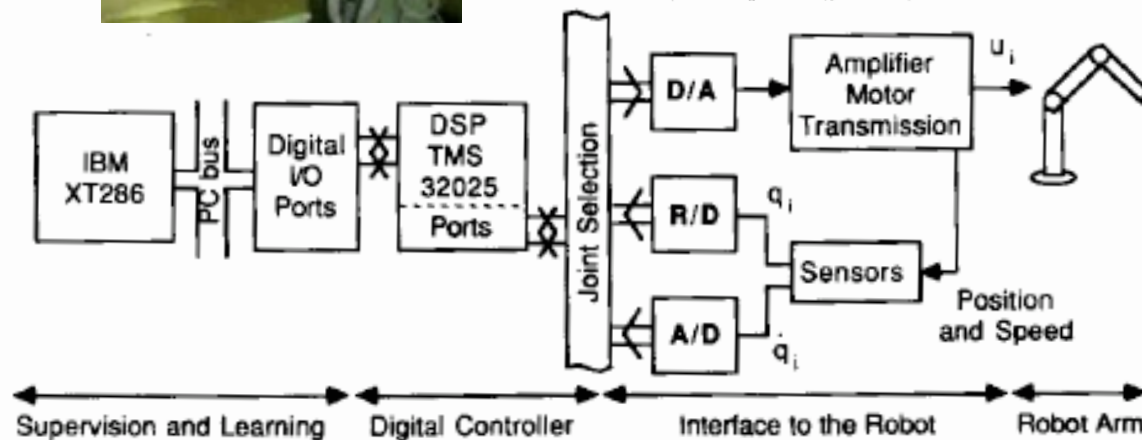 IBM
XT286
PC bus
Digital
I/O
Ports
DSP
TMS
32025
Ports
Joint Selection
D/A
R/D
A/D
Amplifier
Motor
Transmission
u i
q i
Sensors
q̇ i
Position
and Speed
Supervision and Learning
Digital Controller
Interface to the Robot
Robot Arm